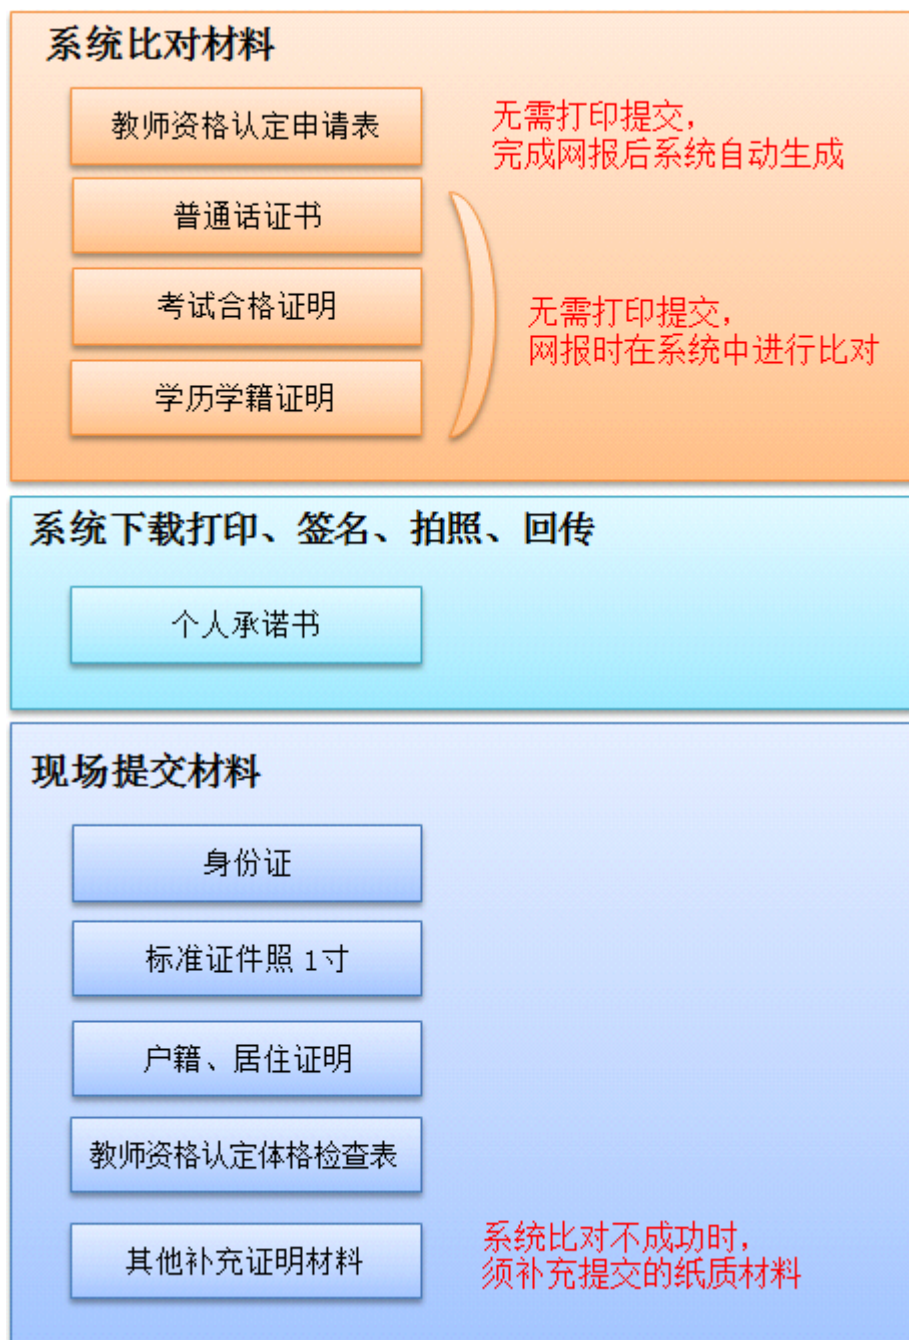 系统比对材料
教师资格认定申请表
无需打印提交，
完成网报后系统自动生成
普通话证书
考试合格证明
学历学籍证明
无需打印提交，
网报时在系统中进行比对
系统下载打印、签名、拍照、回传
个人承诺书
现场提交材料
身份证
标准证件照 1寸
户籍、居住证明
教师资格认定体格检查表
其他补充证明材料
系统比对不成功时，
须补充提交的纸质材料